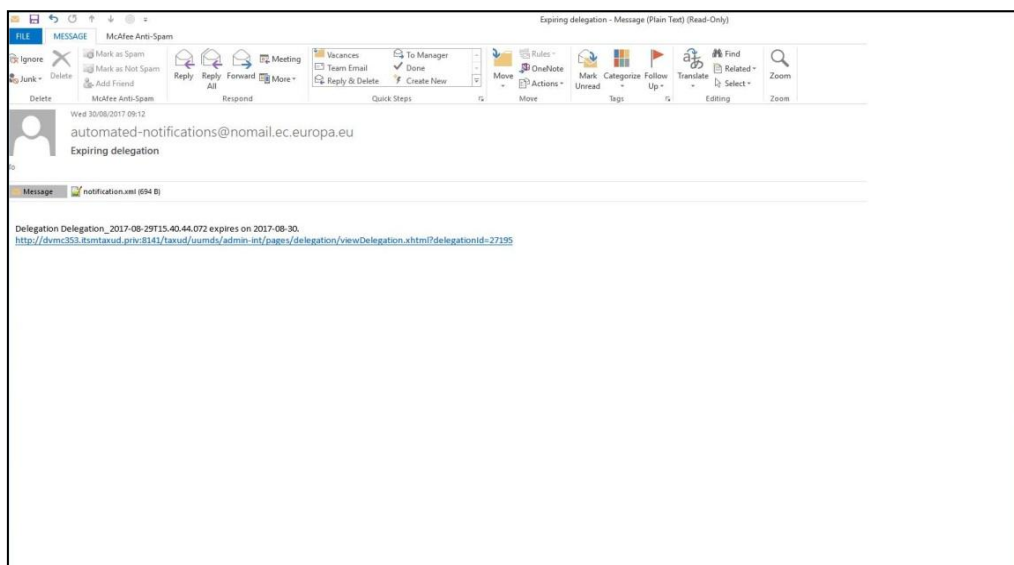 Expiring delegation - Message (Plain Text) (Read-Only)
FILE MESSAGE McAfee Anti-Spam
Ignore
Junk
Delete
Mark as Spam
Mark as Not Spam
Add Friend
Reply
Reply All
Forward
Meeting
More
Vacances
Team Email
Reply & Delete
To Manager
Done
Create New
Move
Rules
OneNote
Actions
Mark Unread
Categorize
Follow Up
Translate
Find
Related
Select
Zoom
Delete McAfee Anti-Spam Respond Quick Steps Move Tags Editing Zoom
Wed 30/08/2017 09:12
automated-notifications@nomail.ec.europa.eu
Expiring delegation
To
Message notification.xml (694 B)
Delegation Delegation_2017-08-29T15.40.44.072 expires on 2017-08-30.
http://dvmc353.itsmtaxud.priv:8141/taxud/uumds/admin-int/pages/delegation/viewDelegation.xhtml?delegationId=27195